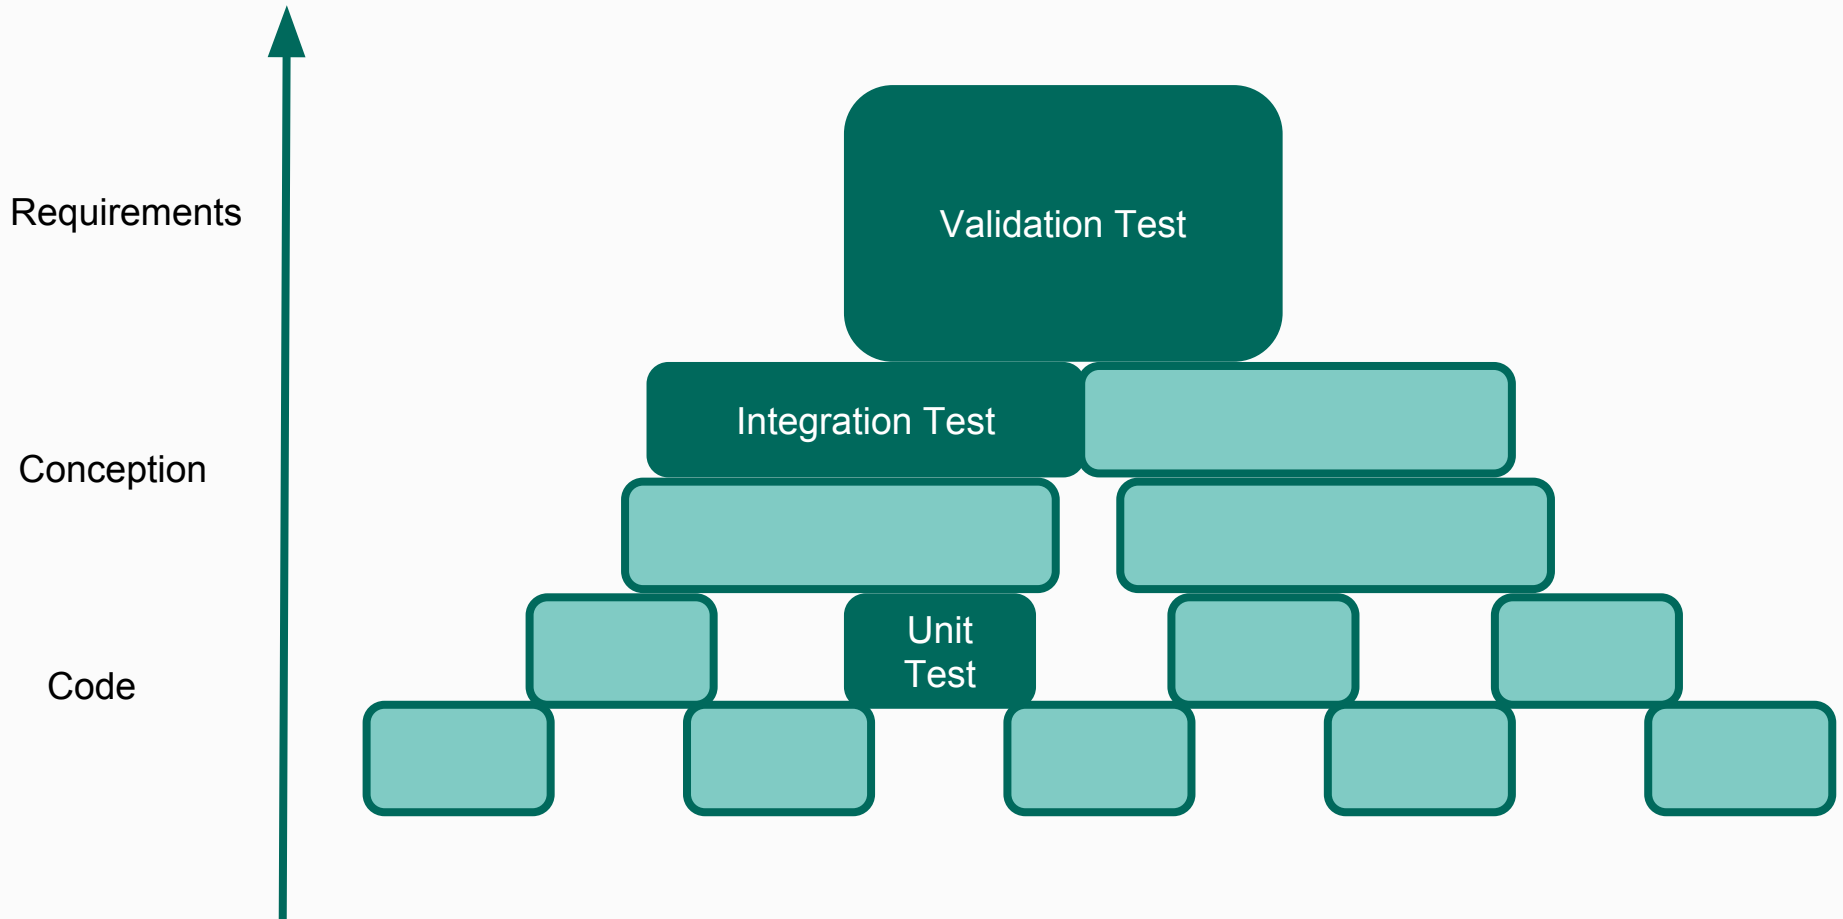 Requirements
Validation Test
Integration Test
Conception
Unit
Test
Code